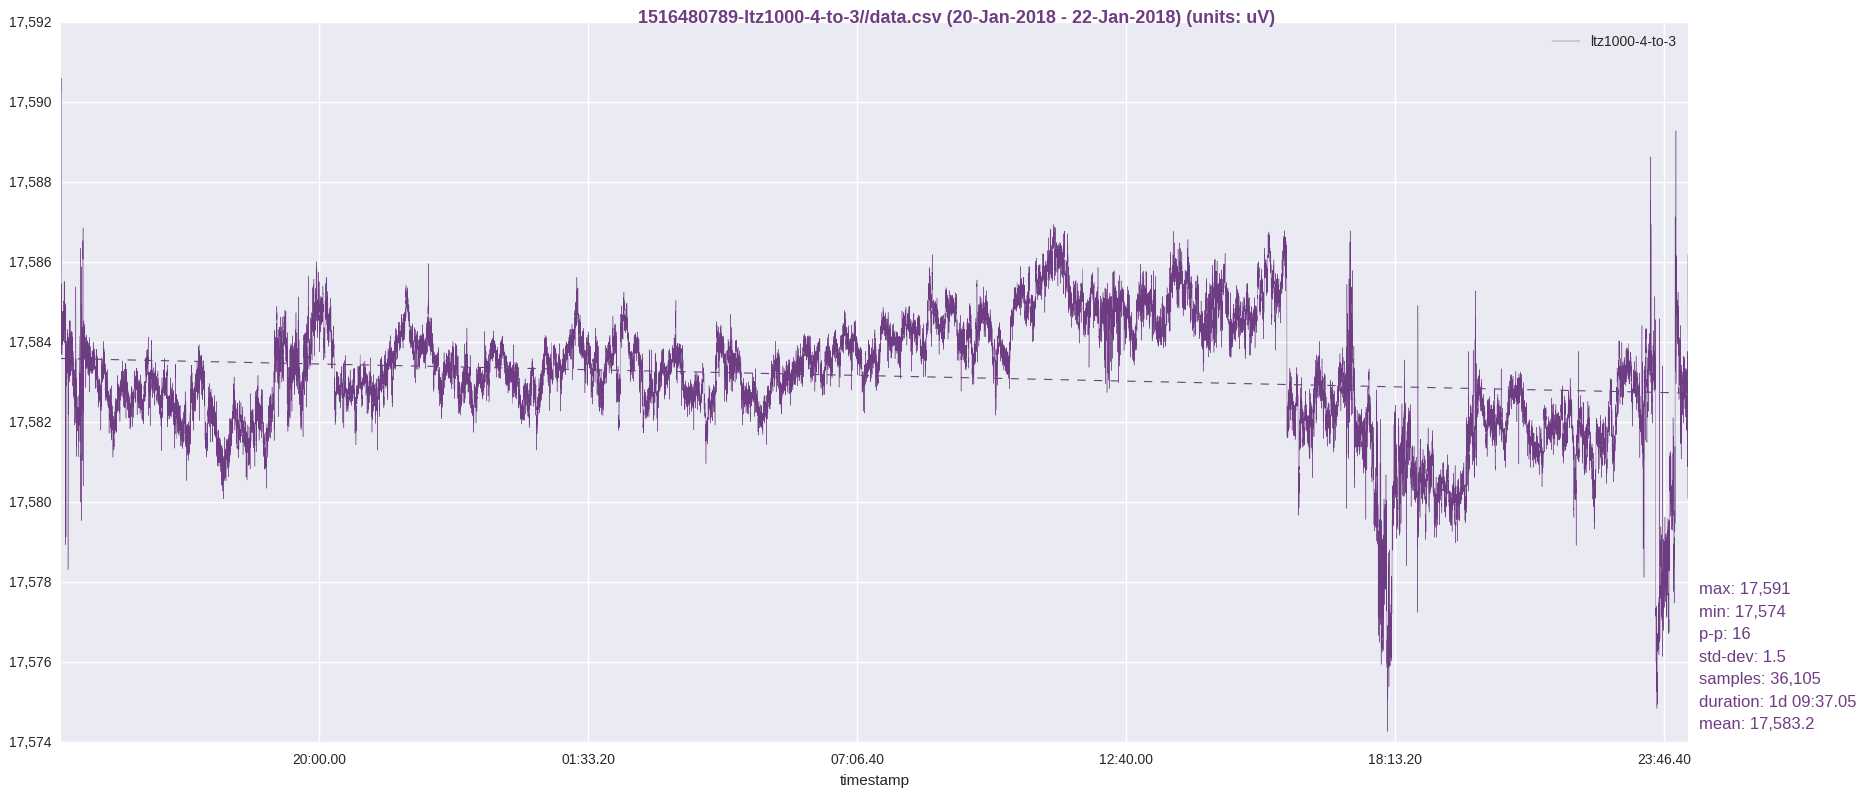 1516480789-ltz1000-4-to-3//data.csv (20-Jan-2018 - 22-Jan-2018) (units: uV)
ltz1000-4-to-3
17,592
17,590
17,588
17,586
17,584
17,582
17,580
17,578
17,576
17,574
max: 17,591
min: 17,574
p-p: 16
std-dev: 1.5
samples: 36,105
duration: 1d 09:37.05
mean: 17,583.2
20:00.00
01:33.20
07:06.40
12:40.00
18:13.20
23:46.40
timestamp